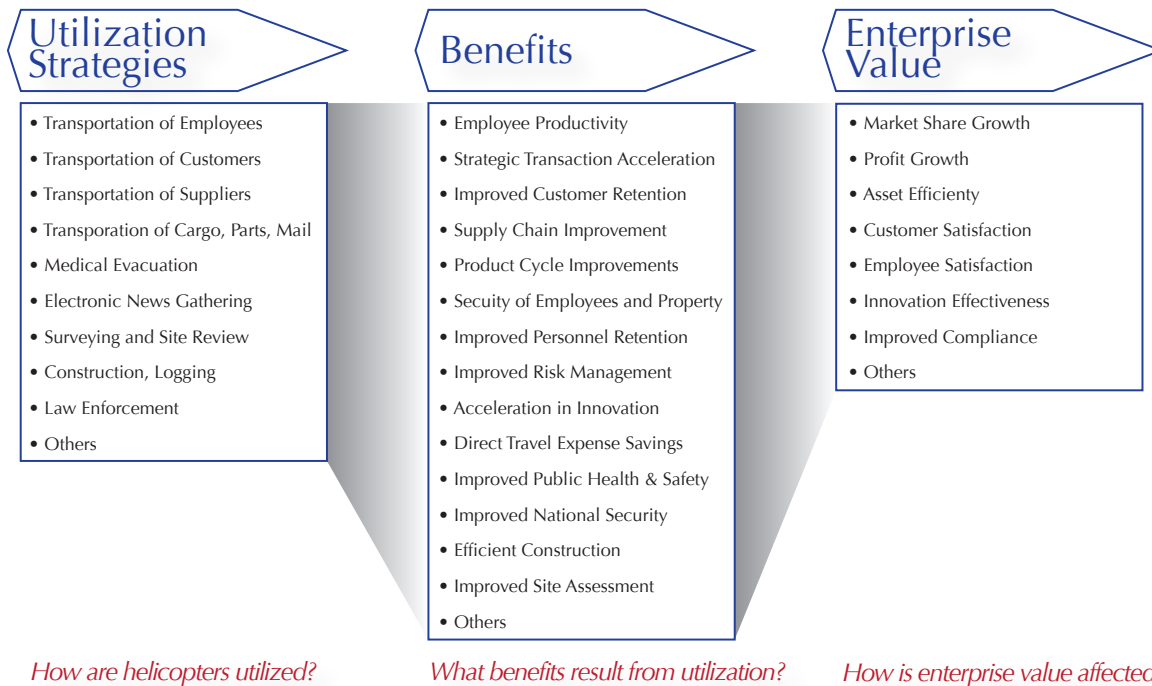 Utilization
Strategies
• Transportation of Employees
• Transportation of Customers
• Transportation of Suppliers
• Transporation of Cargo, Parts, Mail
• Medical Evacuation
• Electronic News Gathering
• Surveying and Site Review
• Construction, Logging
• Law Enforcement
• Others
How are helicopters utilized?
Benefits
• Employee Productivity
• Strategic Transaction Acceleration
• Improved Customer Retention
• Supply Chain Improvement
• Product Cycle Improvements
• Secuity of Employees and Property
• Improved Personnel Retention
• Improved Risk Management
• Acceleration in Innovation
• Direct Travel Expense Savings
• Improved Public Health & Safety
• Improved National Security
• Efficient Construction
• Improved Site Assessment
• Others
What benefits result from utilization?
Enterprise
Value
• Market Share Growth
• Profit Growth
• Asset Efficienty
• Customer Satisfaction
• Employee Satisfaction
• Innovation Effectiveness
• Improved Compliance
• Others
How is enterprise value affected